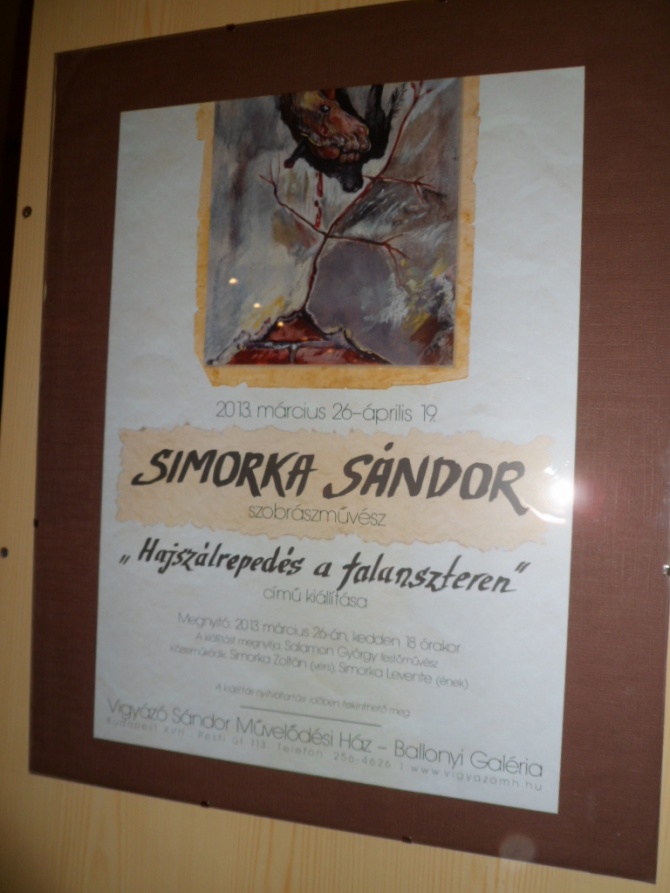 2013. március 26–április 19.
SIMORKA SÁNDOR
szobrászművész
„Hajszálrepedés a falanszteren”
című kiállítása
Megnyitó: 2013 március 26-án, kedden 18 órakor
A kiállítást megnyitja: Salamon György festőművész
Közreműködik: Simorka Zoltán (vers), Simorka Levente (ének)
A kiállítás nyitvatartási időben tekinthető meg
Vigyázó Sándor Művelődési Ház – Ballonyi Galéria
Budapest XVII. Pesti út 113. Telefon: 256-4626 | www.vigyazomh.hu